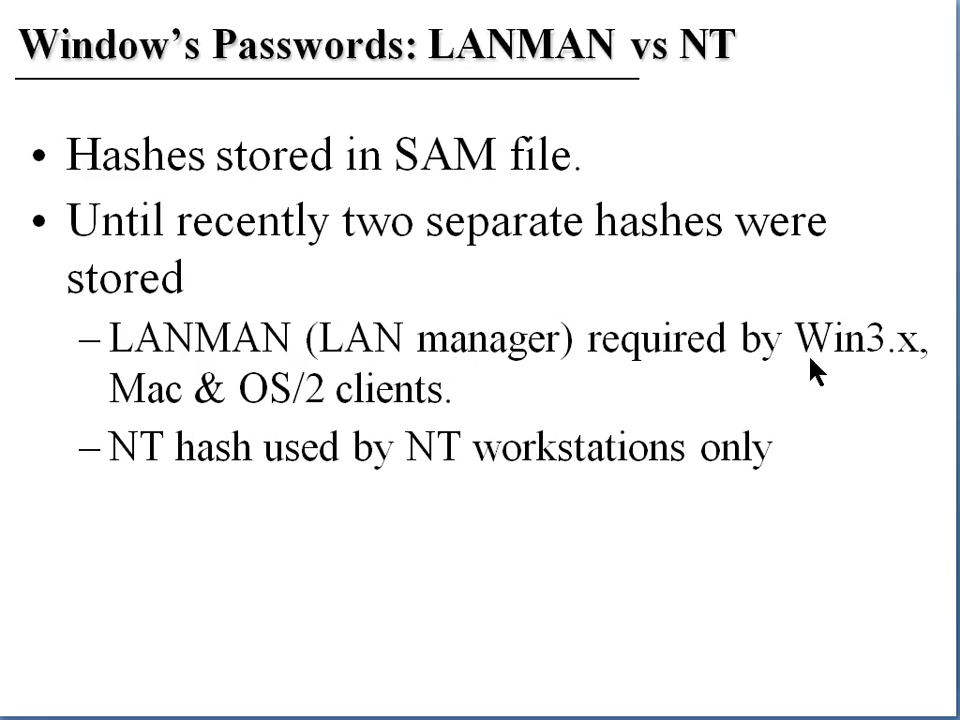 Window’s Passwords: LANMAN vs NT
• Hashes stored in SAM file.
• Until recently two separate hashes were
stored
– LANMAN (LAN manager) required by Win3.x,
Mac & OS/2 clients.
– NT hash used by NT workstations only